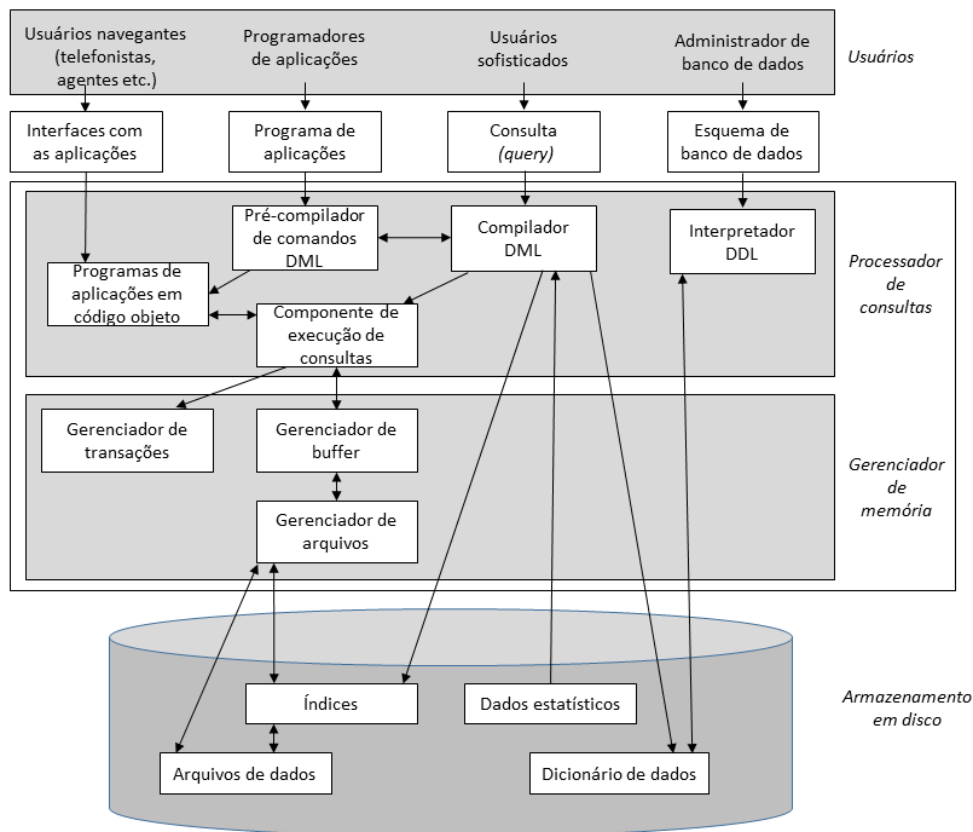 Usuários navegantes
(telefonistas,
agentes etc.)
Programadores
de aplicações
Usuários
sofisticados
Administrador de
banco de dados
Usuários
Interfaces com
as aplicações
Programa de
aplicações
Consulta
(query)
Esquema de
banco de dados
Pré-compilador
de comandos
DML
Compilador
DML
Interpretador
DDL
Programas de
aplicações em
código objeto
Componente de
execução de
consultas
Processador
de
consultas
Gerenciador de
transações
Gerenciador de
buffer
Gerenciador de
arquivos
Gerenciador
de
memória
Índices
Dados estatísticos
Arquivos de dados
Dicionário de dados
Armazenamento
em disco